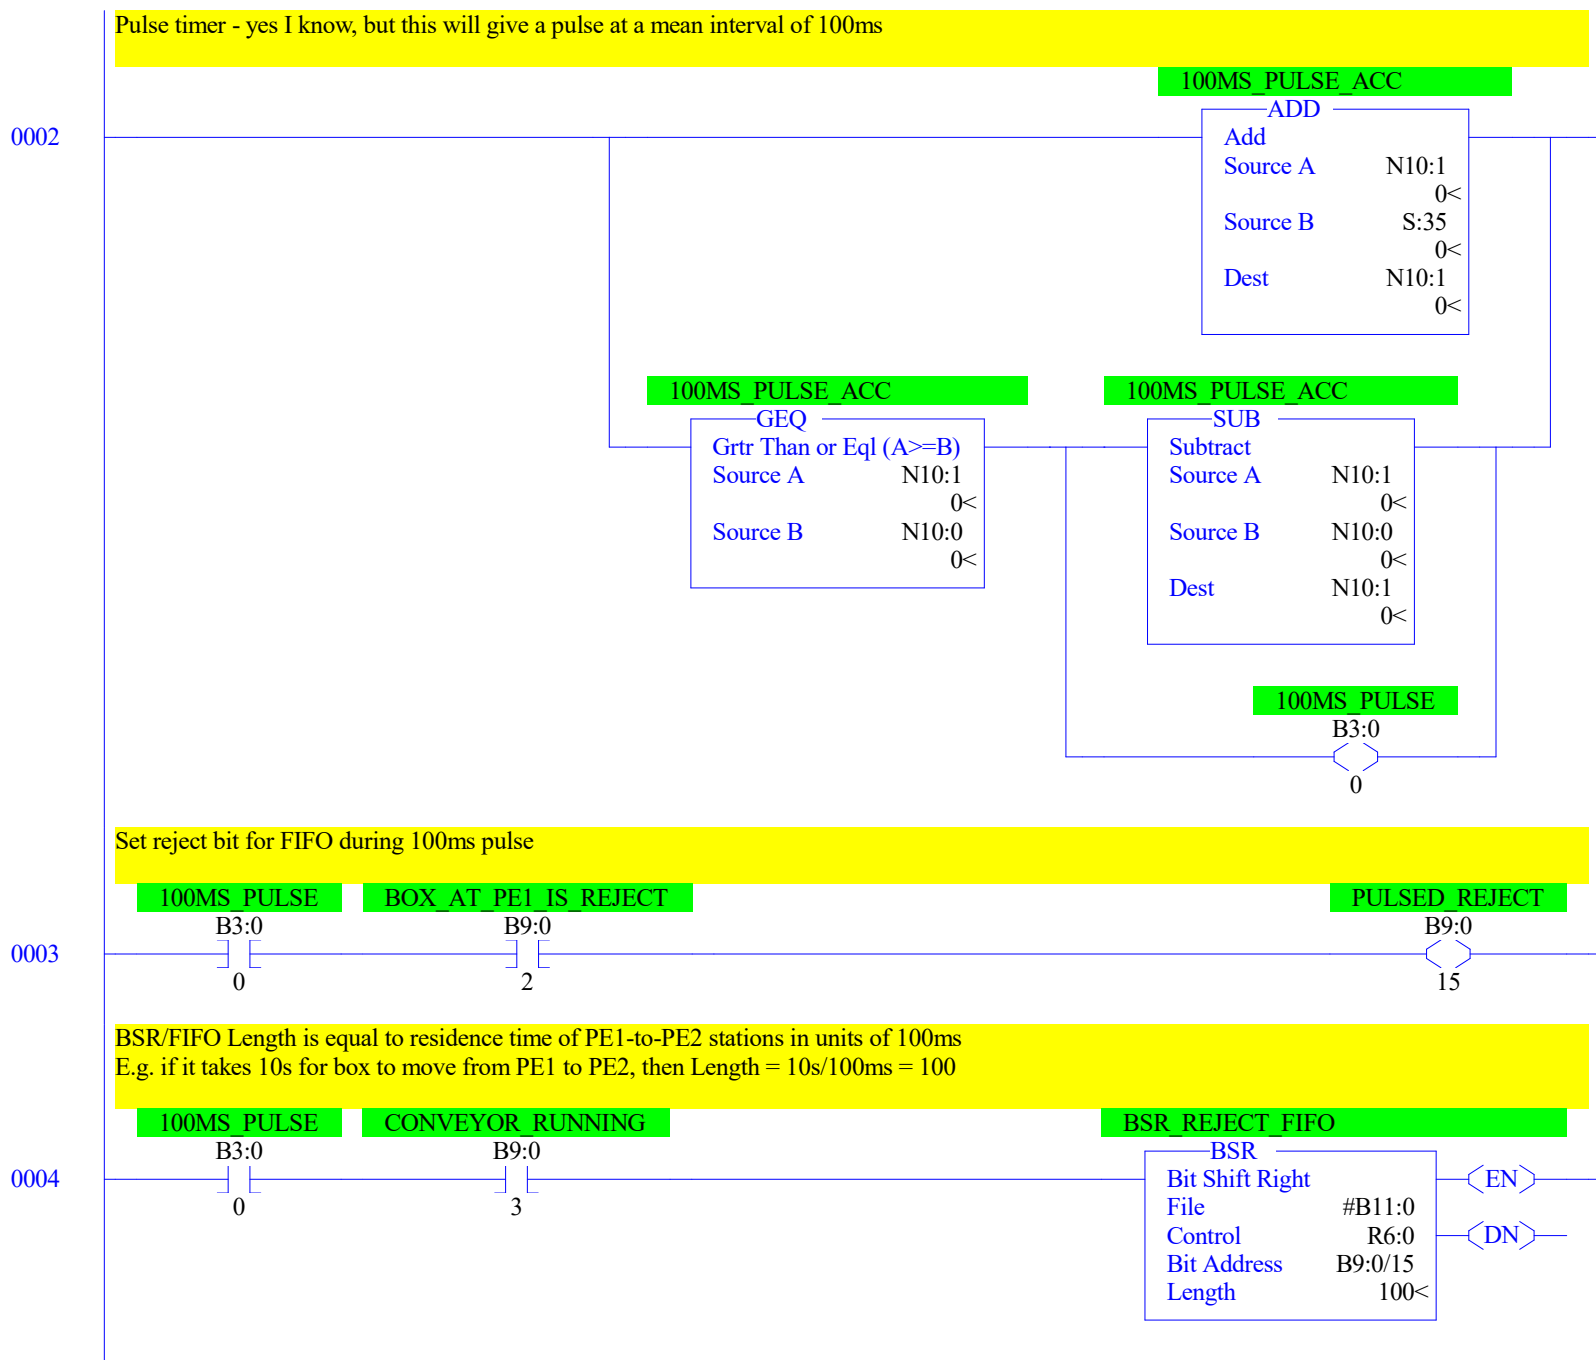 Pulse timer - yes I know, but this will give a pulse at a mean interval of 100ms
100MS_PULSE_ACC
ADD
0002
Add
Source A N10:1
0<
Source B S:35
0<
Dest N10:1
0<
100MS_PULSE_ACC 100MS_PULSE_ACC
GEQ SUB
Grtr Than or Eql (A>=B) Subtract
Source A N10:1 Source A N10:1
0< 0<
Source B N10:0 Source B N10:0
0< 0<
Dest N10:1
0<
100MS_PULSE
B3:0
0
Set reject bit for FIFO during 100ms pulse
100MS_PULSE BOX_AT_PE1_IS_REJECT PULSED_REJECT
B3:0 B9:0 B9:0
0003
0 2 15
BSR/FIFO Length is equal to residence time of PE1-to-PE2 stations in units of 100ms
E.g. if it takes 10s for box to move from PE1 to PE2, then Length = 10s/100ms = 100
100MS_PULSE CONVEYOR_RUNNING BSR_REJECT_FIFO
B3:0 B9:0 BSR
0004 Bit Shift Right EN
0 3 File #B11:0
Control R6:0 DN
Bit Address B9:0/15
Length 100<